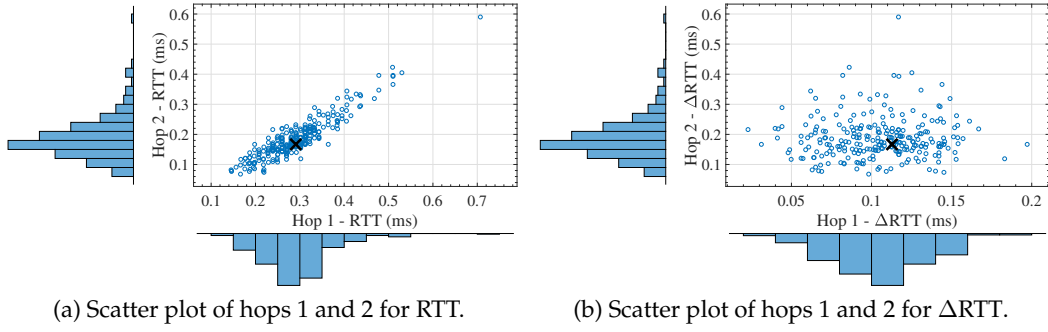 0.6
0.5
0.4
0.3
0.2
0.1
Hop 2 - RTT (ms)
0.1 0.2 0.3 0.4 0.5 0.6 0.7
Hop 1 - RTT (ms)
(a) Scatter plot of hops 1 and 2 for RTT.
0.6
0.5
0.4
0.3
0.2
0.1
Hop 2 - ΔRTT (ms)
0.05 0.1 0.15 0.2
Hop 1 - ΔRTT (ms)
(b) Scatter plot of hops 1 and 2 for ΔRTT.